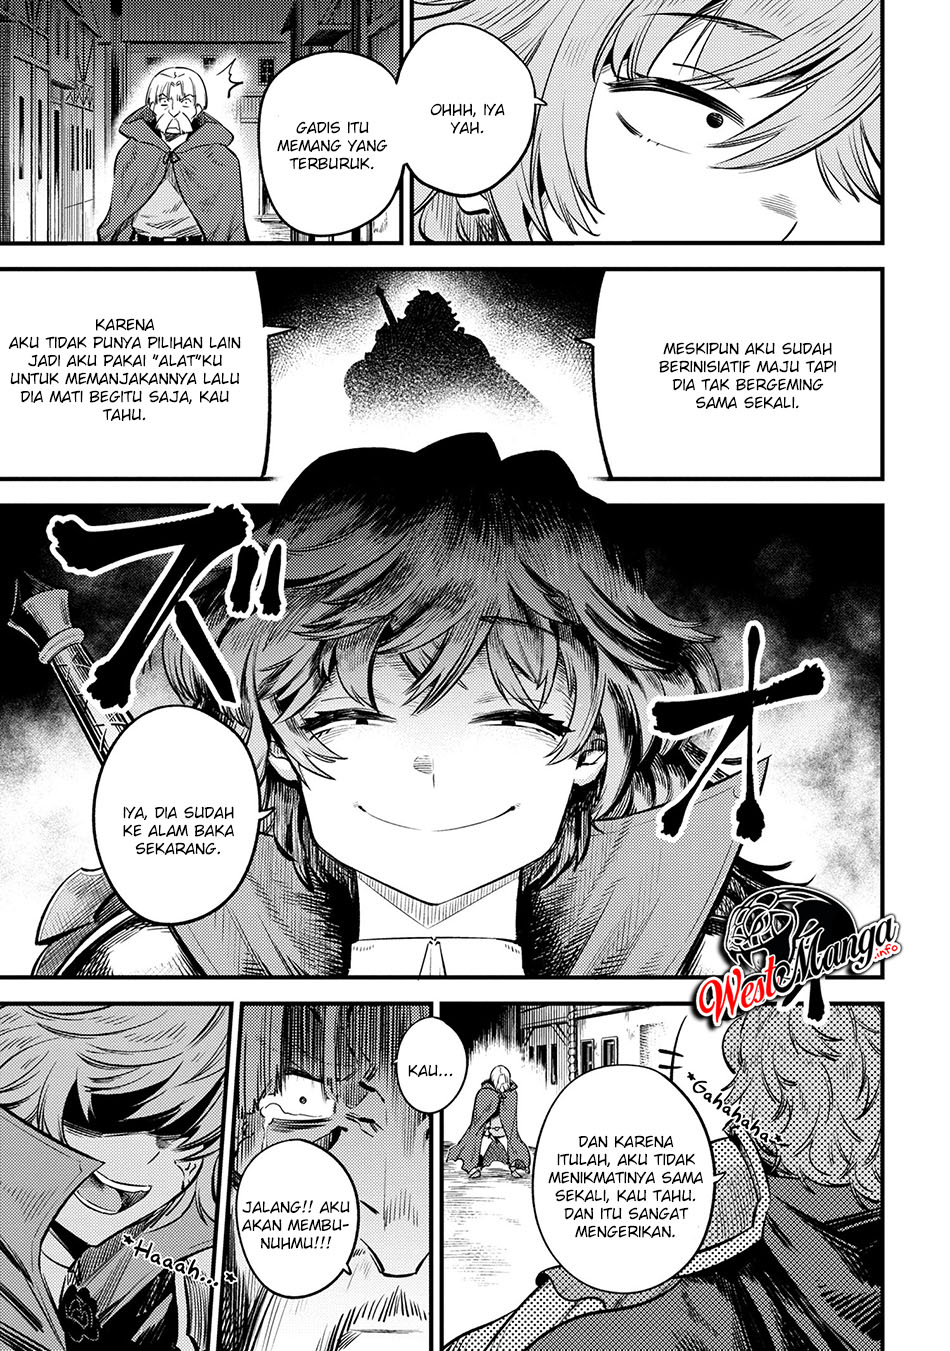 OHHH, IYA
YAH.
GADIS ITU
MEMANG YANG
TERBURUK.
MESKIPUN AKU SUDAH
BERINISIATIF MAJU TAPI
DIA TAK BERGEMING
SAMA SEKALI.
KARENA
AKU TIDAK PUNYA PILIHAN LAIN
JADI AKU PAKAI "ALAT"KU
UNTUK MEMANJAKANNYA LALU
DIA MATI BEGITU SAJA, KAU
TAHU.
オ
ズ
ズ
IYA, DIA SUDAH
KE ALAM BAKA
SEKARANG.
WestManga
.info
*Gahahaha*
DAN KARENA
ITULAH, AKU TIDAK
MENIKMATINYA SAMA
SEKALI, KAU TAHU.
DAN ITU SANGAT
MENGERIKAN.
KAU...
JALANG!! AKU
AKAN MEMBU-
NUHMU!!!
*Haaah...*